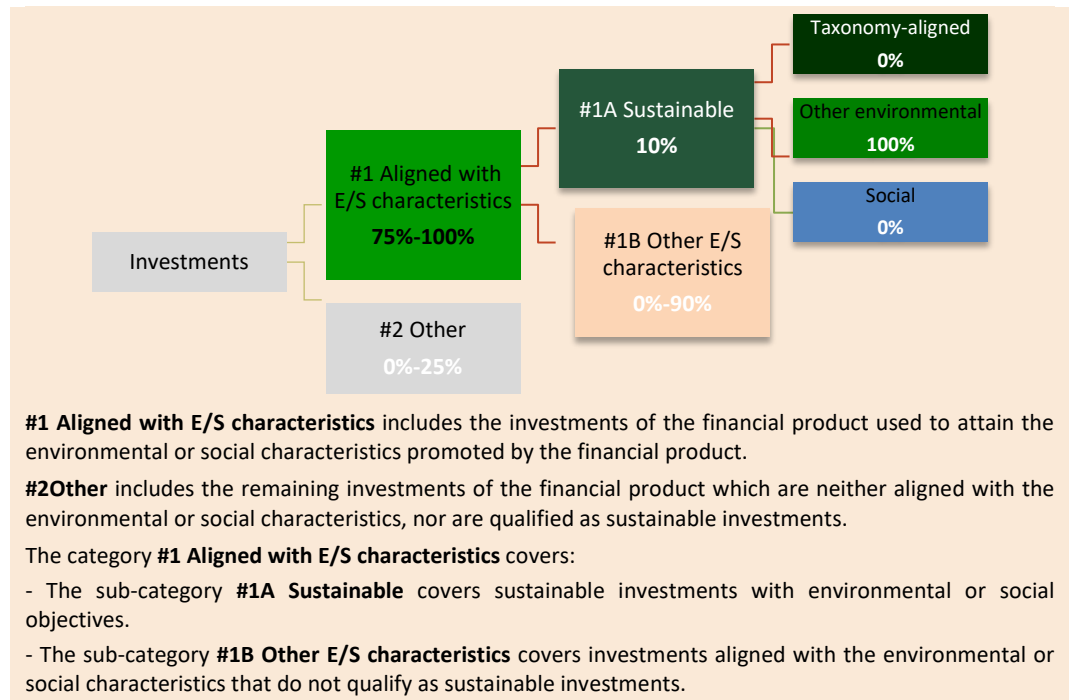 Taxonomy-aligned
0%
#1A Sustainable
10%
Other environmental
100%
#1 Aligned with
E/S characteristics
75%-100%
Social
0%
Investments
#1B Other E/S
characteristics
0%-90%
#2 Other
0%-25%
#1 Aligned with E/S characteristics includes the investments of the financial product used to attain the
environmental or social characteristics promoted by the financial product.
#2Other includes the remaining investments of the financial product which are neither aligned with the
environmental or social characteristics, nor are qualified as sustainable investments.
The category #1 Aligned with E/S characteristics covers:
- The sub-category #1A Sustainable covers sustainable investments with environmental or social
objectives.
- The sub-category #1B Other E/S characteristics covers investments aligned with the environmental or
social characteristics that do not qualify as sustainable investments.